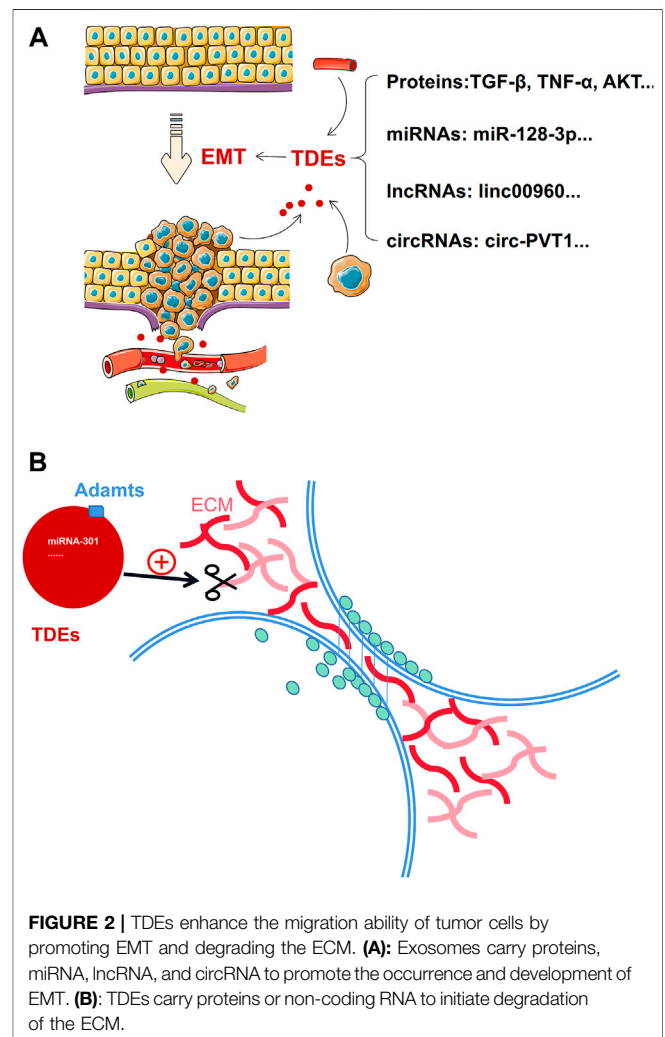 A
Proteins:TGF-β, TNF-α, AKT...
miRNAs: miR-128-3p...
EMT
TDEs
lncRNAs: linc00960...
circRNAs: circ-PVT1...
B
Adamts
ECM
miRNA-301
......
+
TDEs
FIGURE 2 | TDEs enhance the migration ability of tumor cells by
promoting EMT and degrading the ECM. (A): Exosomes carry proteins,
miRNA, lncRNA, and circRNA to promote the occurrence and development of
EMT. (B): TDEs carry proteins or non-coding RNA to initiate degradation
of the ECM.